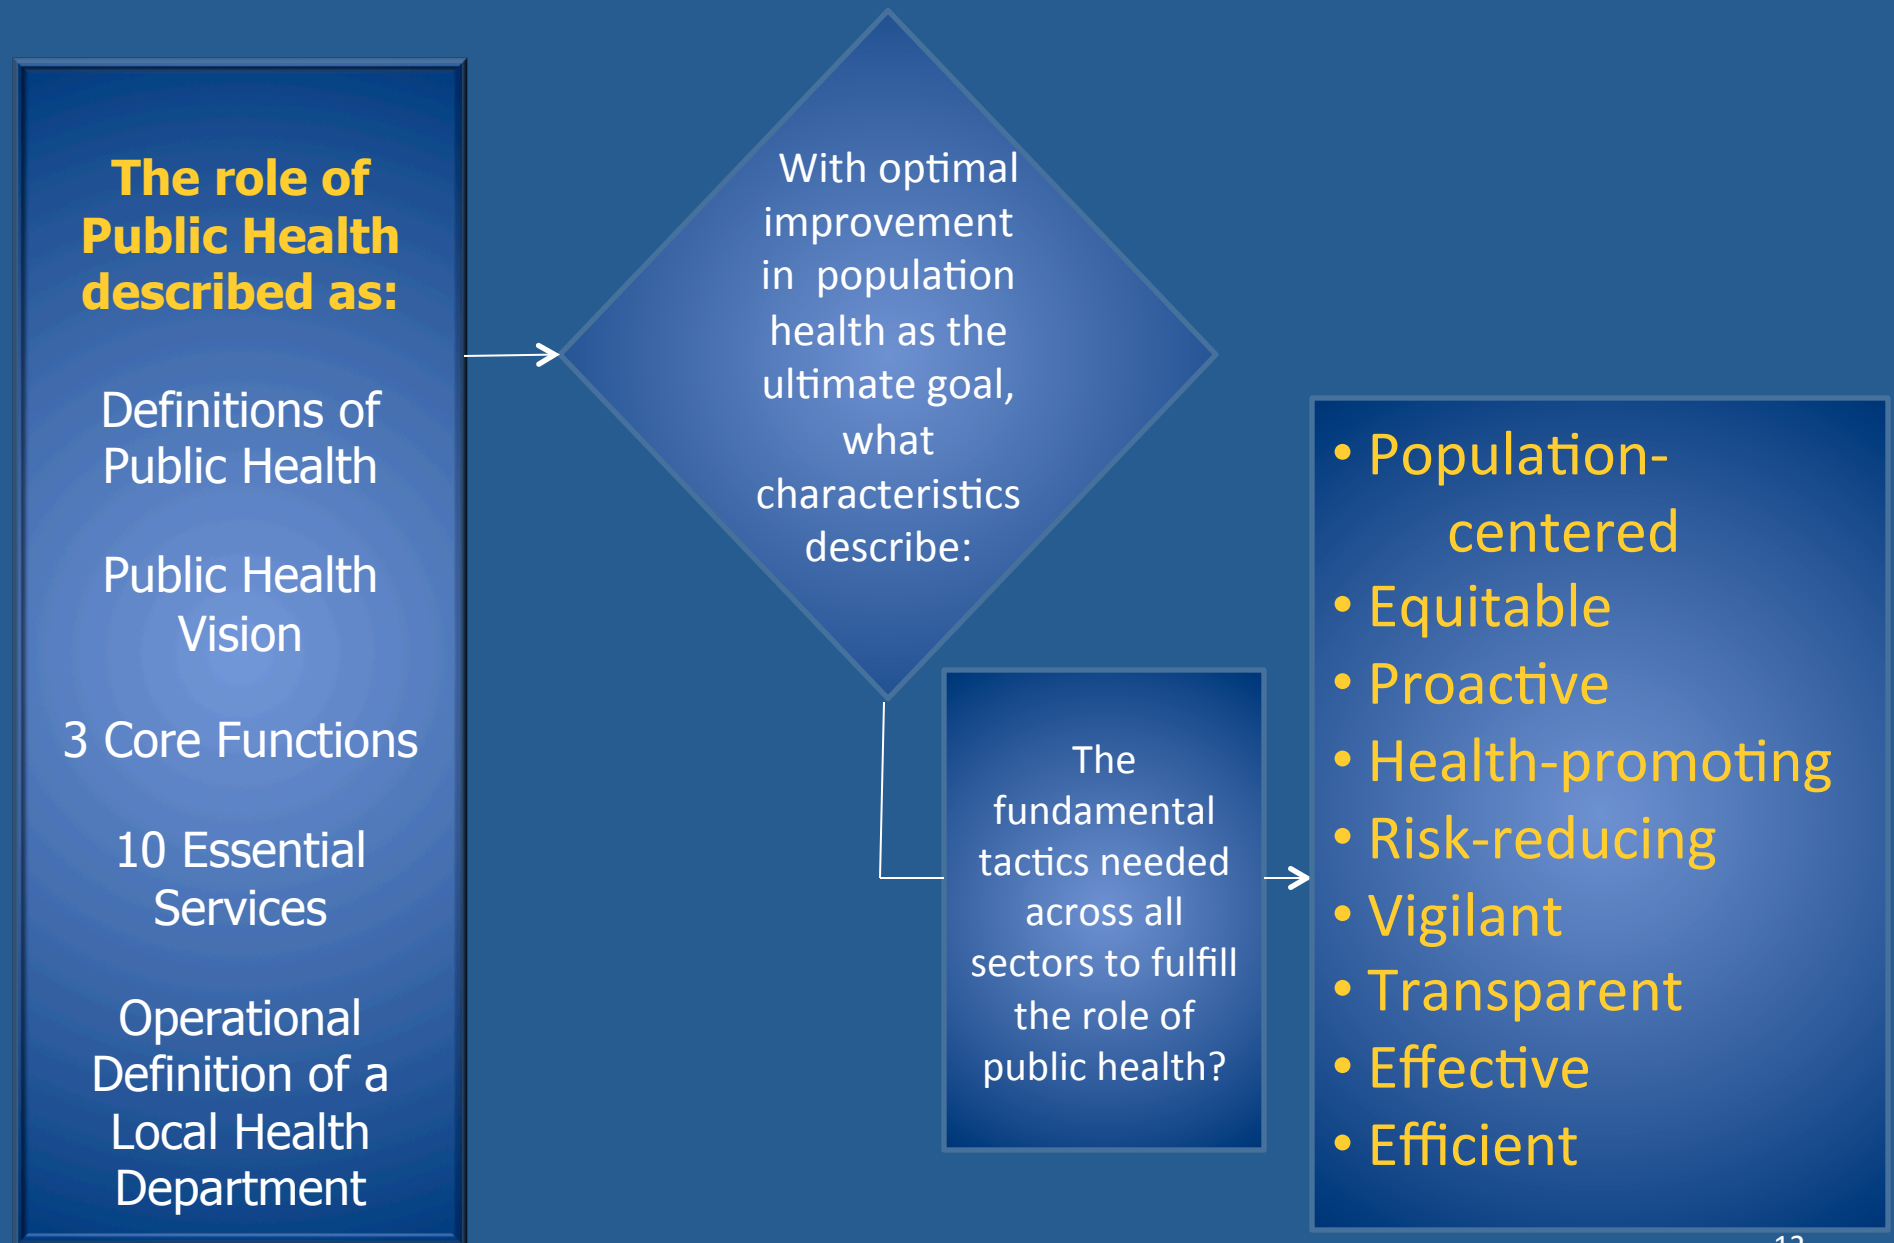 The role of
Public Health
described as:
Definitions of
Public Health
Public Health
Vision
3 Core Functions
10 Essential
Services
Operational
Definition of a
Local Health
Department
With optimal
improvement
in population
health as the
ultimate goal,
what
characteristics
describe:
The
fundamental
tactics needed
across all
sectors to fulfill
the role of
public health?
• Population-
centered
• Equitable
• Proactive
• Health-promoting
• Risk-reducing
• Vigilant
• Transparent
• Effective
• Efficient